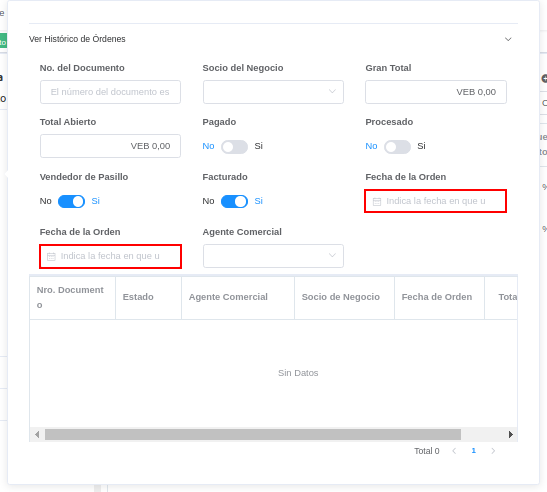 Ver Histórico de Órdenes
No. del Documento
Socio del Negocio
Gran Total
El número del documento es
VEB 0,00
Total Abierto
Pagado
Procesado
VEB 0,00
No
Si
No
Si
Vendedor de Pasillo
Facturado
Fecha de la Orden
No
Si
No
Si
Indica la fecha en que u
Fecha de la Orden
Agente Comercial
Indica la fecha en que u
Nro. Document
o
Estado
Agente Comercial
Socio de Negocio
Fecha de Orden
Tota
Sin Datos
Total 0
1